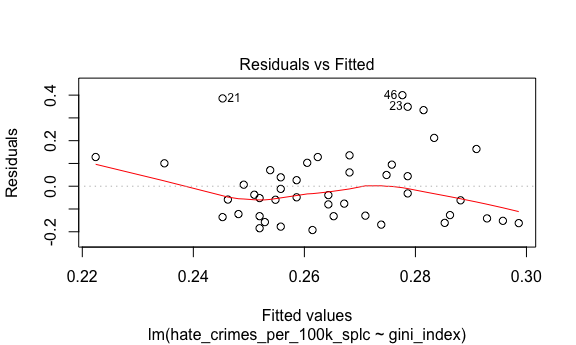 Residuals vs Fitted
0.4
0.2
0.0
-0.2
Residuals
21
46
23
0.22 0.24 0.26 0.28 0.30
Fitted values
lm(hate_crimes_per_100k_splc ~ gini_index)